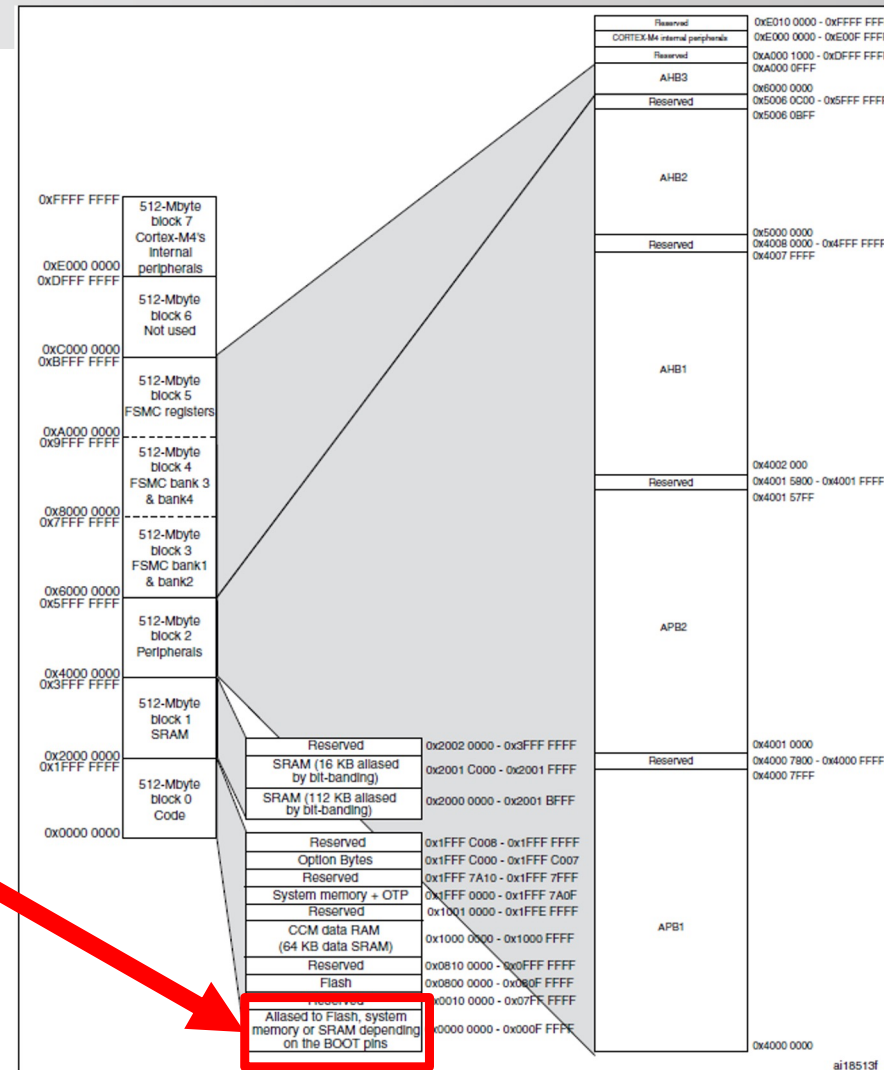 0xFFFF FFFF
512-Mbyte
block 7
Cortex-M4's
Internal
peripherals
0xE000 0000
0xDFFF FFFF
512-Mbyte
block 6
Not used
0xC000 0000
0xBFFF FFFF
512-Mbyte
block 5
FSMC registers
0xA000 0000
0x9FFF FFFF
512-Mbyte
block 4
FSMC bank 3
& bank4
0x8000 0000
0x7FFF FFFF
512-Mbyte
block 3
FSMC bank1
& bank2
0x6000 0000
0x5FFF FFFF
512-Mbyte
block 2
Peripherals
0x4000 0000
0x3FFF FFFF
512-Mbyte
block 1
SRAM
0x2000 0000
0x1FFF FFFF
512-Mbyte
block 0
Code
0x0000 0000
Reserved 0x2002 0000 - 0x3FFF FFFF
SRAM (16 KB aliased
by bit-banding)
0x2001 C000 - 0x2001 FFFF
SRAM (112 KB aliased
by bit-banding)
0x2000 0000 - 0x2001 BFFF
Reserved 0x1FFF C008 - 0x1FFF FFFF
Option Bytes 0x1FFF C000 - 0x1FFF C007
Reserved 0x1FFF 7A10 - 0x1FFF 7FFF
System memory + OTP 0x1FFF 0000 - 0x1FFF 7A0F
Reserved 0x1001 0000 - 0x1FFE FFFF
CCM data RAM
(64 KB data SRAM)
0x1000 0000 - 0x1000 FFFF
Reserved 0x0810 0000 - 0x0FFF FFFF
Flash 0x0800 0000 - 0x080F FFFF
Reserved 0x0010 0000 - 0x07FF FFFF
Aliased to Flash, system
memory or SRAM depending
on the BOOT pins
0x0000 0000 - 0x000F FFFF
Reserved 0xE010 0000 - 0xFFFF FFF
CORTEX-M4 internal peripherals 0xE000 0000 - 0xE00F FFFF
Reserved 0xA000 1000 - 0xDFFF FFFF
0xA000 0FFF
AHB3
0x6000 0000
Reserved 0x5006 0C00 - 0x5FFF FFFF
0x5006 0BFF
AHB2
0x5000 0000
Reserved 0x4008 0000 - 0x4FFF FFFF
0x4007 FFFF
AHB1
0x4002 000
Reserved 0x4001 5800 - 0x4001 FFFF
0x4001 57FF
APB2
0x4001 0000
Reserved 0x4000 7800 - 0x4000 FFFF
0x4000 7FFF
APB1
0x4000 0000
ai18513f